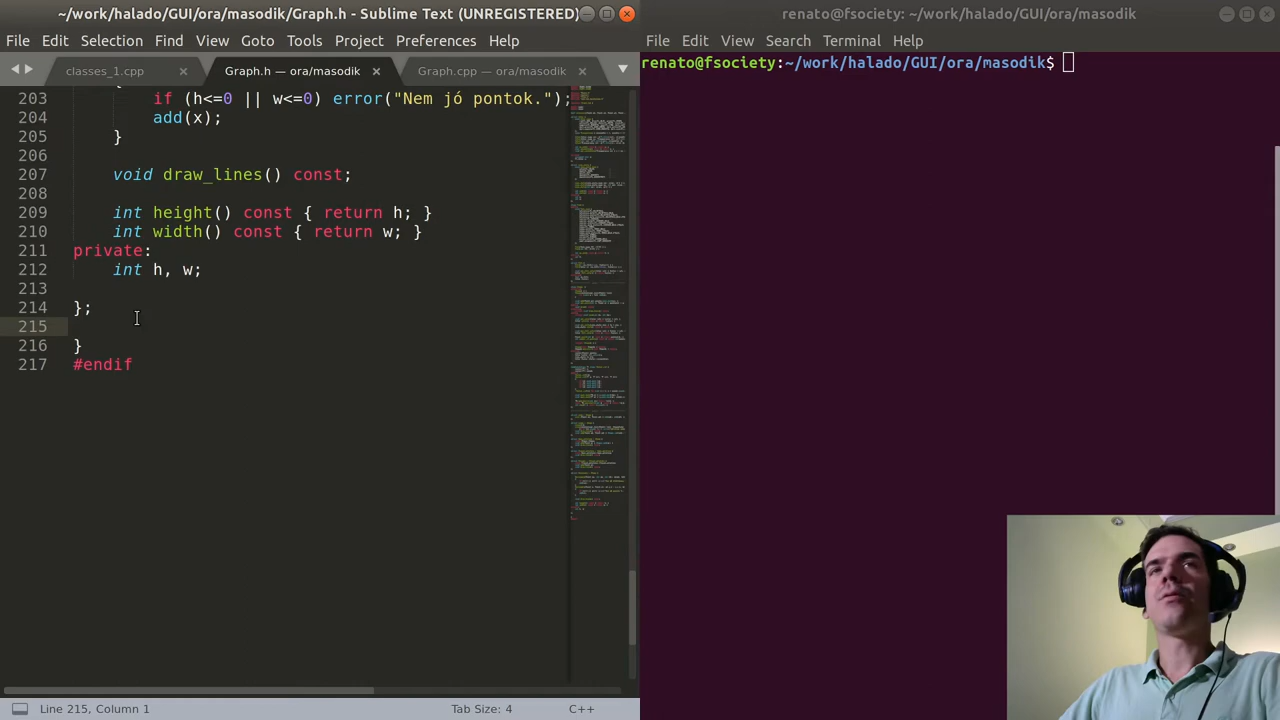 ~/work/halado/GUI/ora/masodik/Graph.h - Sublime Text (UNREGISTERED)
File Edit Selection Find View Goto Tools Project Preferences Help
classes_1.cpp Graph.h — ora/masodik Graph.cpp — ora/masodik
203 if (h<=0 || w<=0) error("Nem jó pontok.");
204 add(x);
205 }
206
207 void draw_lines() const;
208
209 int height() const { return h; }
210 int width() const { return w; }
211 private:
212 int h, w;
213
214 };
215
216 }
217 #endif
Line 215, Column 1 Tab Size: 4 C++
renato@fsociety: ~/work/halado/GUI/ora/masodik
File Edit View Search Terminal Help
renato@fsociety:~/work/halado/GUI/ora/masodik$